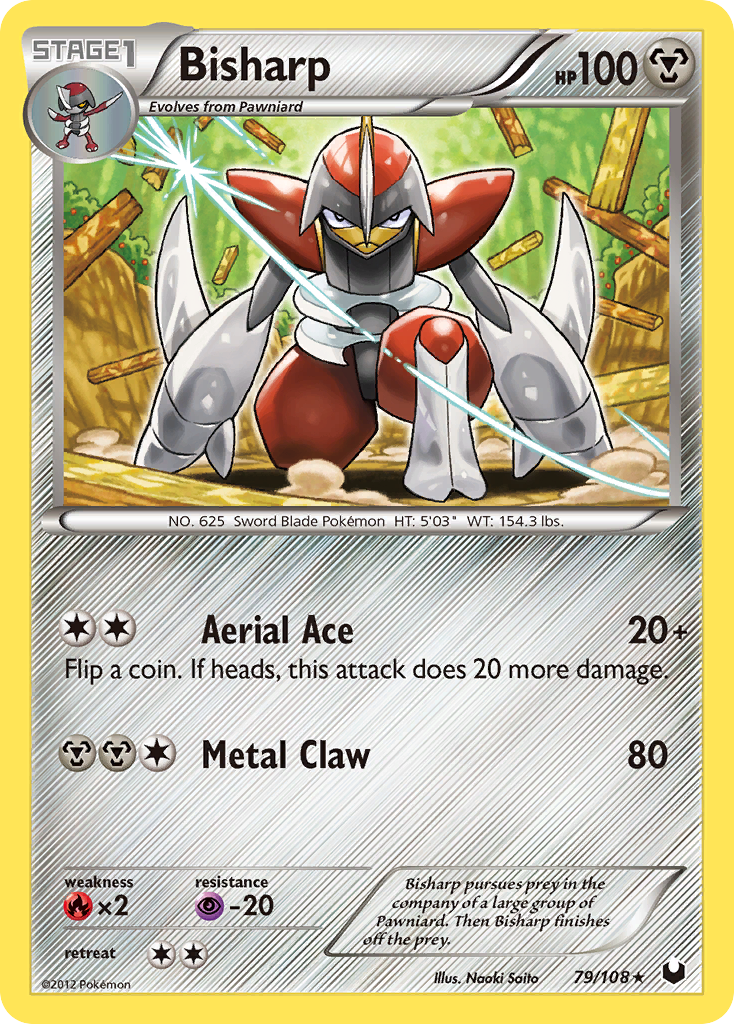 STAGE1
Bisharp
HP100
Evolves from Pawniard
NO. 625 Sword Blade Pokémon HT: 5'03" WT: 154.3 lbs.
Aerial Ace 20+
Flip a coin. If heads, this attack does 20 more damage.
Metal Claw 80
weakness
×2
resistance
-20
retreat
Bisharp pursues prey in the
company of a large group of
Pawniard. Then Bisharp finishes
off the prey.
©2012 Pokémon
Illus. Naoki Saito
79/108★